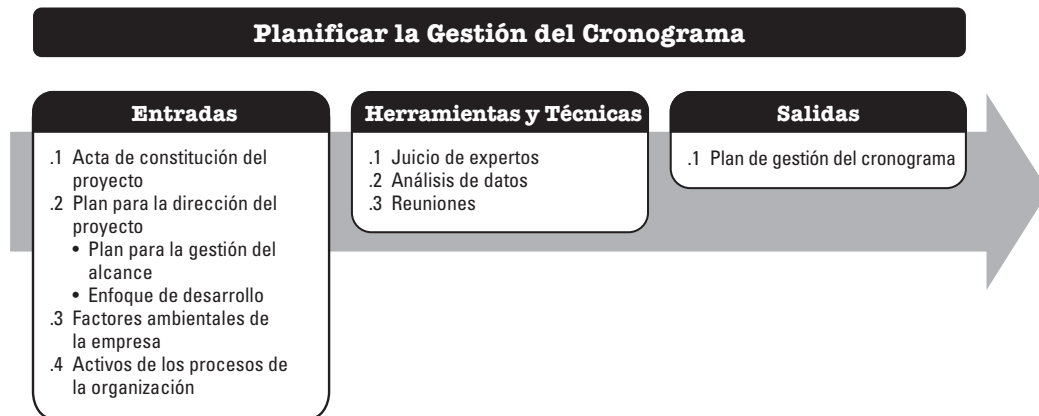 Planificar la Gestión del Cronograma
Entradas
.1 Acta de constitución del
proyecto
.2 Plan para la dirección del
proyecto
• Plan para la gestión del
alcance
• Enfoque de desarrollo
.3 Factores ambientales de
la empresa
.4 Activos de los procesos de
la organización
Herramientas y Técnicas
.1 Juicio de expertos
.2 Análisis de datos
.3 Reuniones
Salidas
.1 Plan de gestión del cronograma